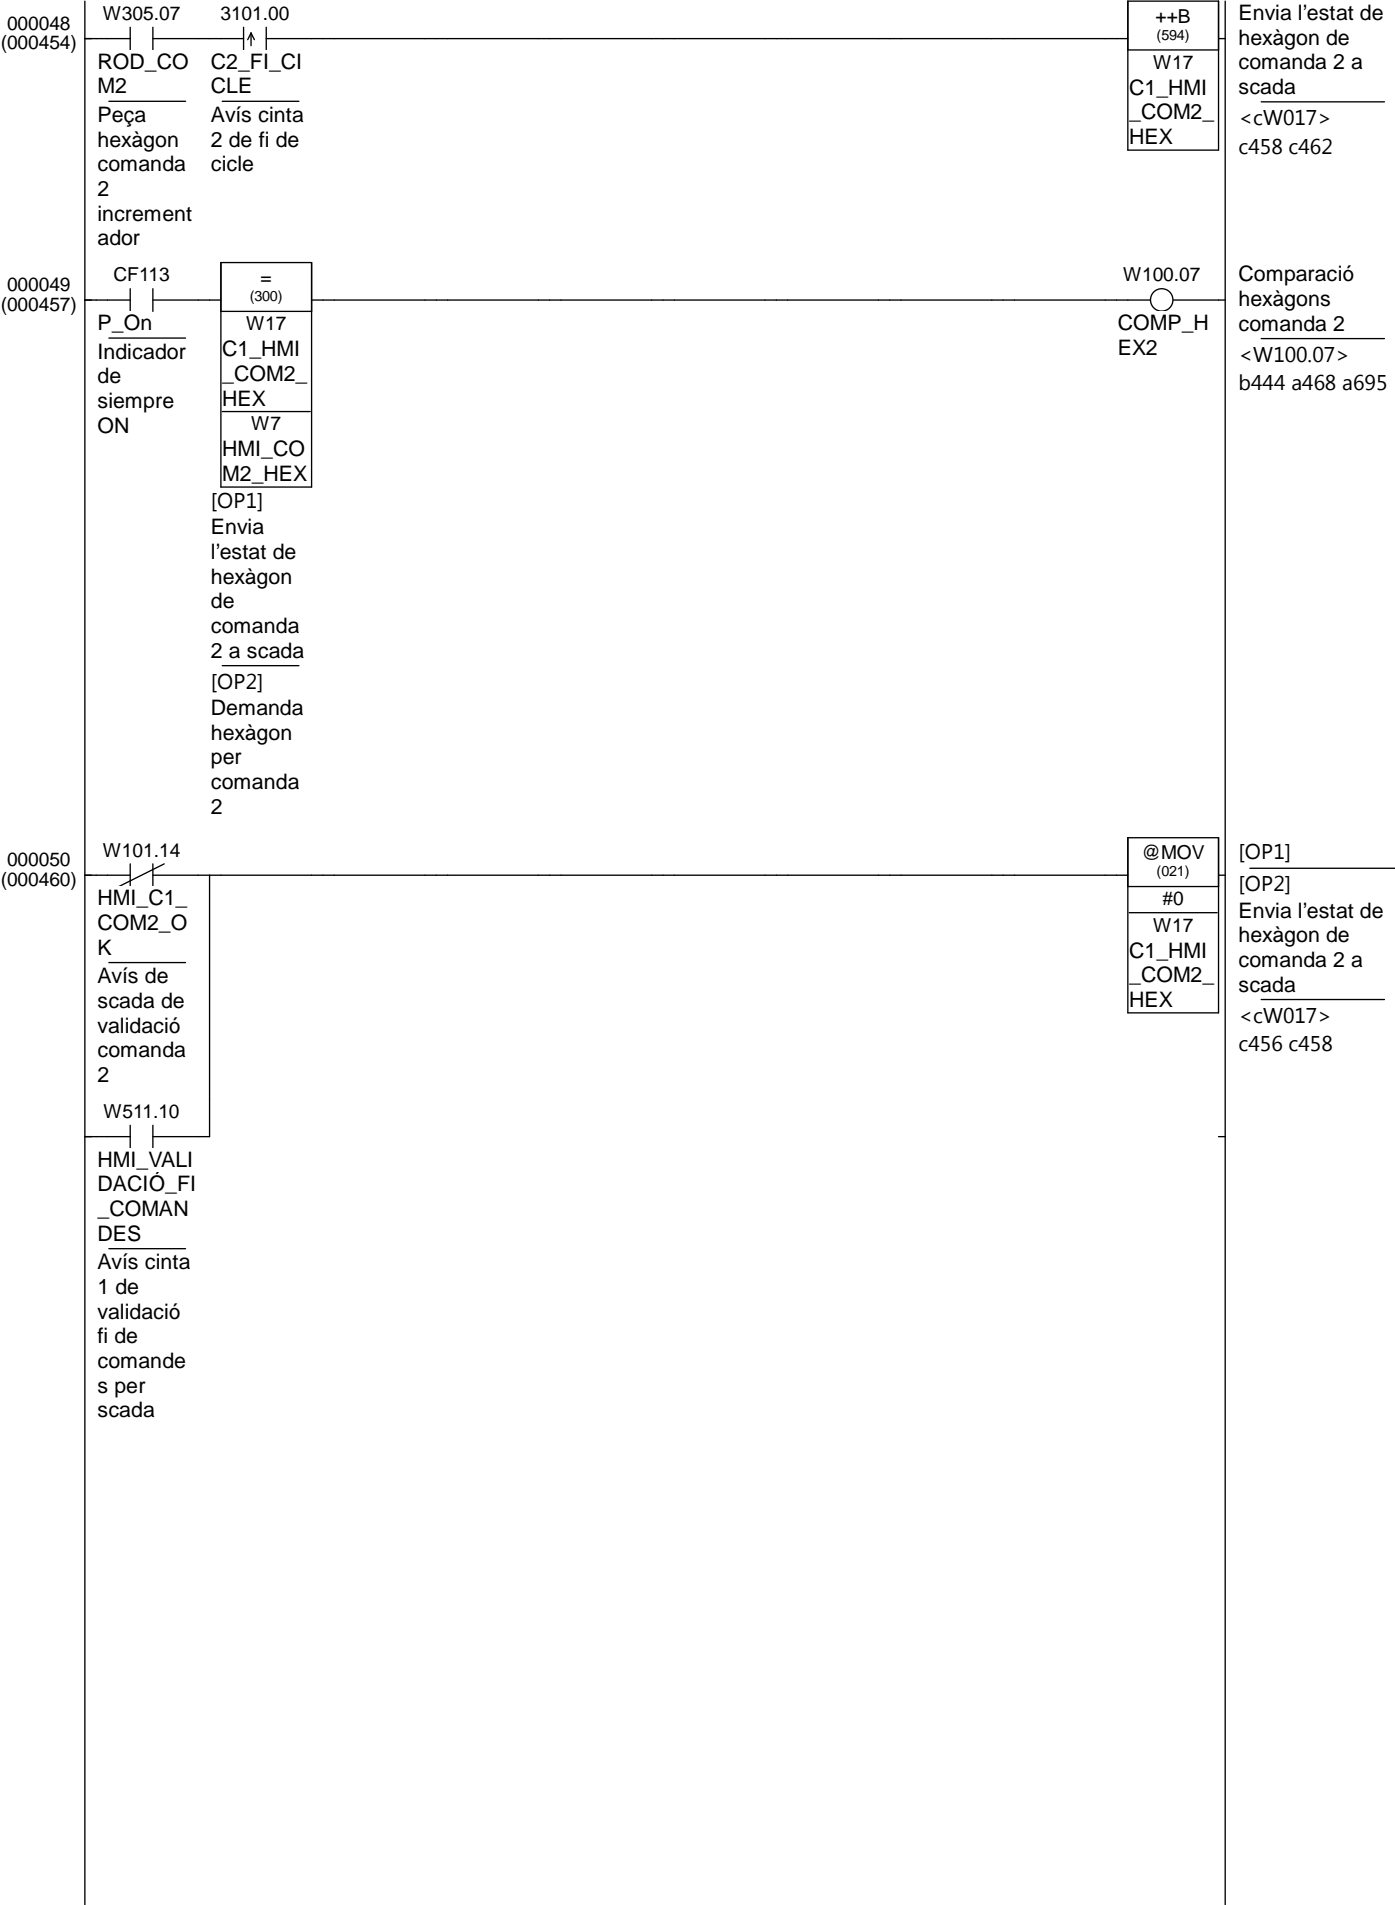 000048
(000454)
W305.07
ROD_CO
M2
Peça
hexàgon
comanda
2
increment
ador
3101.00
C2_FI_CI
CLE
Avís cinta
2 de fi de
cicle
++B
(594)
W17
C1_HMI
_COM2_
HEX
Envia l'estat de
hexàgon de
comanda 2 a
scada
<cW017>
c458 c462
000049
(000457)
CF113
P_On
Indicador
de
siempre
ON
=
(300)
W17
C1_HMI
_COM2_
HEX
W7
HMI_CO
M2_HEX
[OP1]
Envia
l'estat de
hexàgon
de
comanda
2 a scada
[OP2]
Demanda
hexàgon
per
comanda
2
W100.07
COMP_H
EX2
Comparació
hexàgons
comanda 2
<W100.07>
b444 a468 a695
000050
(000460)
W101.14
HMI_C1_
COM2_O
K
Avís de
scada de
validació
comanda
2
W511.10
HMI_VALI
DACIÓ_FI
_COMAN
DES
Avís cinta
1 de
validació
fi de
comande
s per
scada
@MOV
(021)
#0
W17
C1_HMI
_COM2_
HEX
[OP1]
[OP2]
Envia l'estat de
hexàgon de
comanda 2 a
scada
<cW017>
c456 c458